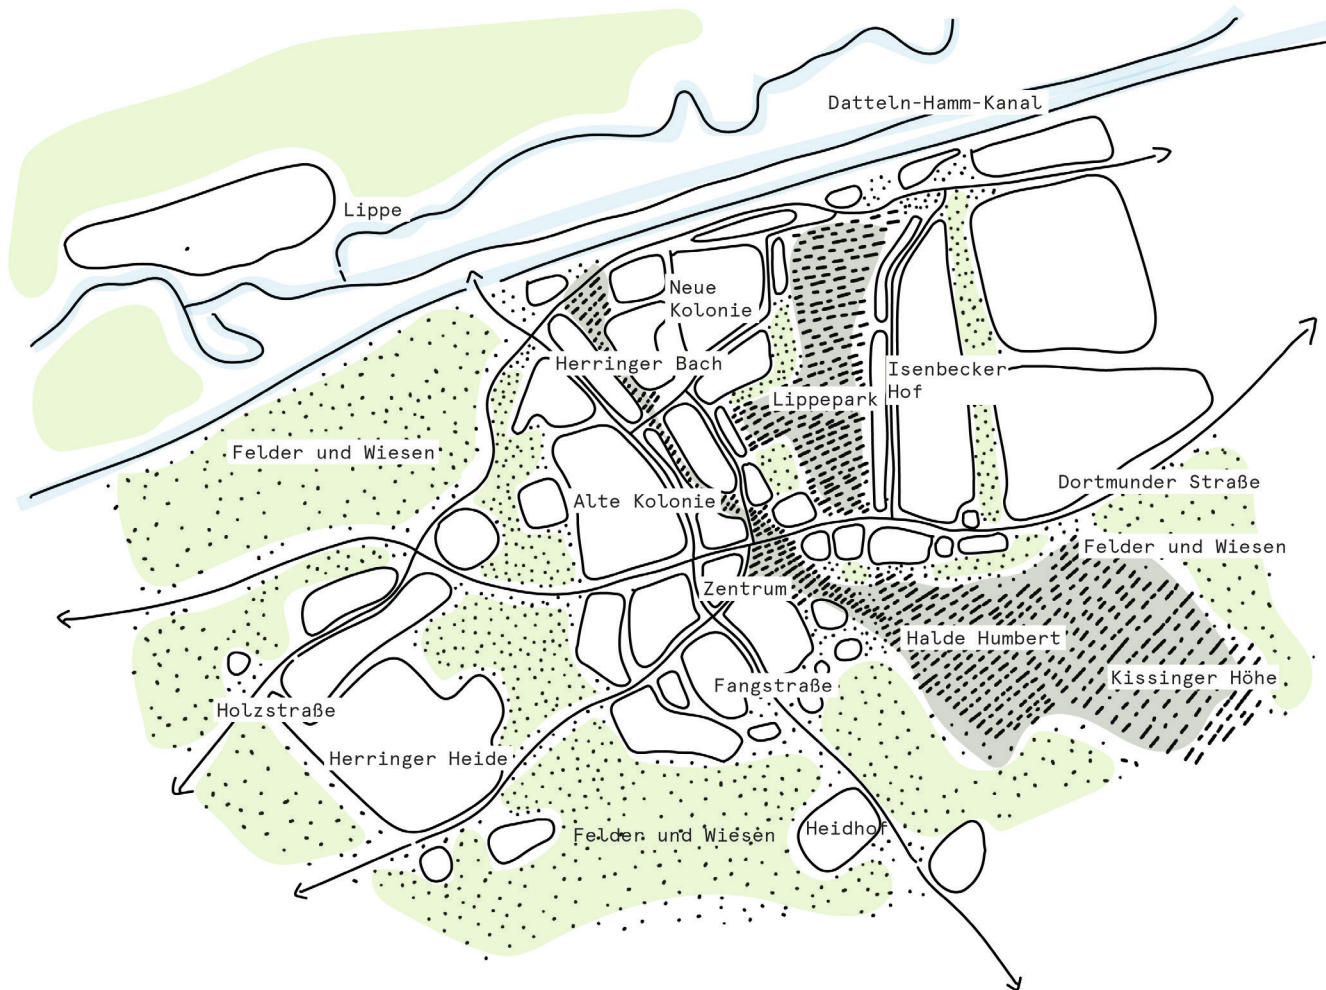 Datteln-Hamm-Kanal
Lippe
Neue
Kolonie
Herringer Bach
Isenbecker
Hof
Lippepark
Felder und Wiesen
Dortmunder Straße
Alte Kolonie
Felder und Wiesen
Zentrum
Halde Humbert
Kissinger Höhe
Fangstraße
Holzstraße
Herringer Heide
Felder und Wiesen
Heidhof